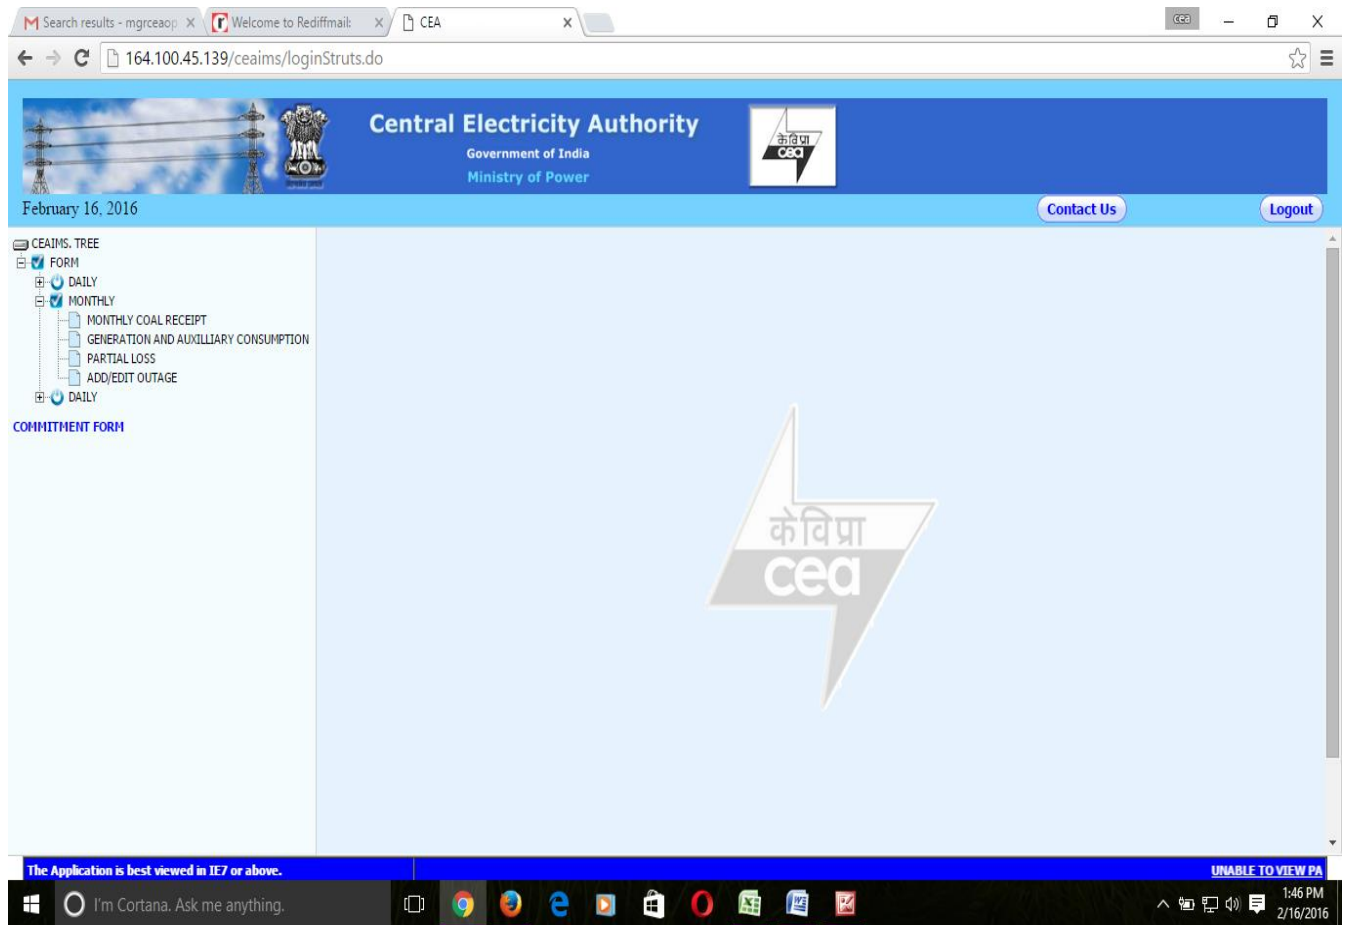 Search results - mgrceaop
Welcome to Rediffmail:
CEA
cea
164.100.45.139/ceaims/loginStruts.do
Central Electricity Authority
Government of India
Ministry of Power
केविप्रा
cea
February 16, 2016
Contact Us
Logout
CEAIMS. TREE
FORM
DAILY
MONTHLY
MONTHLY COAL RECEIPT
GENERATION AND AUXILLIARY CONSUMPTION
PARTIAL LOSS
ADD/EDIT OUTAGE
DAILY
COMMITMENT FORM
केविप्रा
cea
The Application is best viewed in IE7 or above.
UNABLE TO VIEW PA
I'm Cortana. Ask me anything.
1:46 PM
2/16/2016